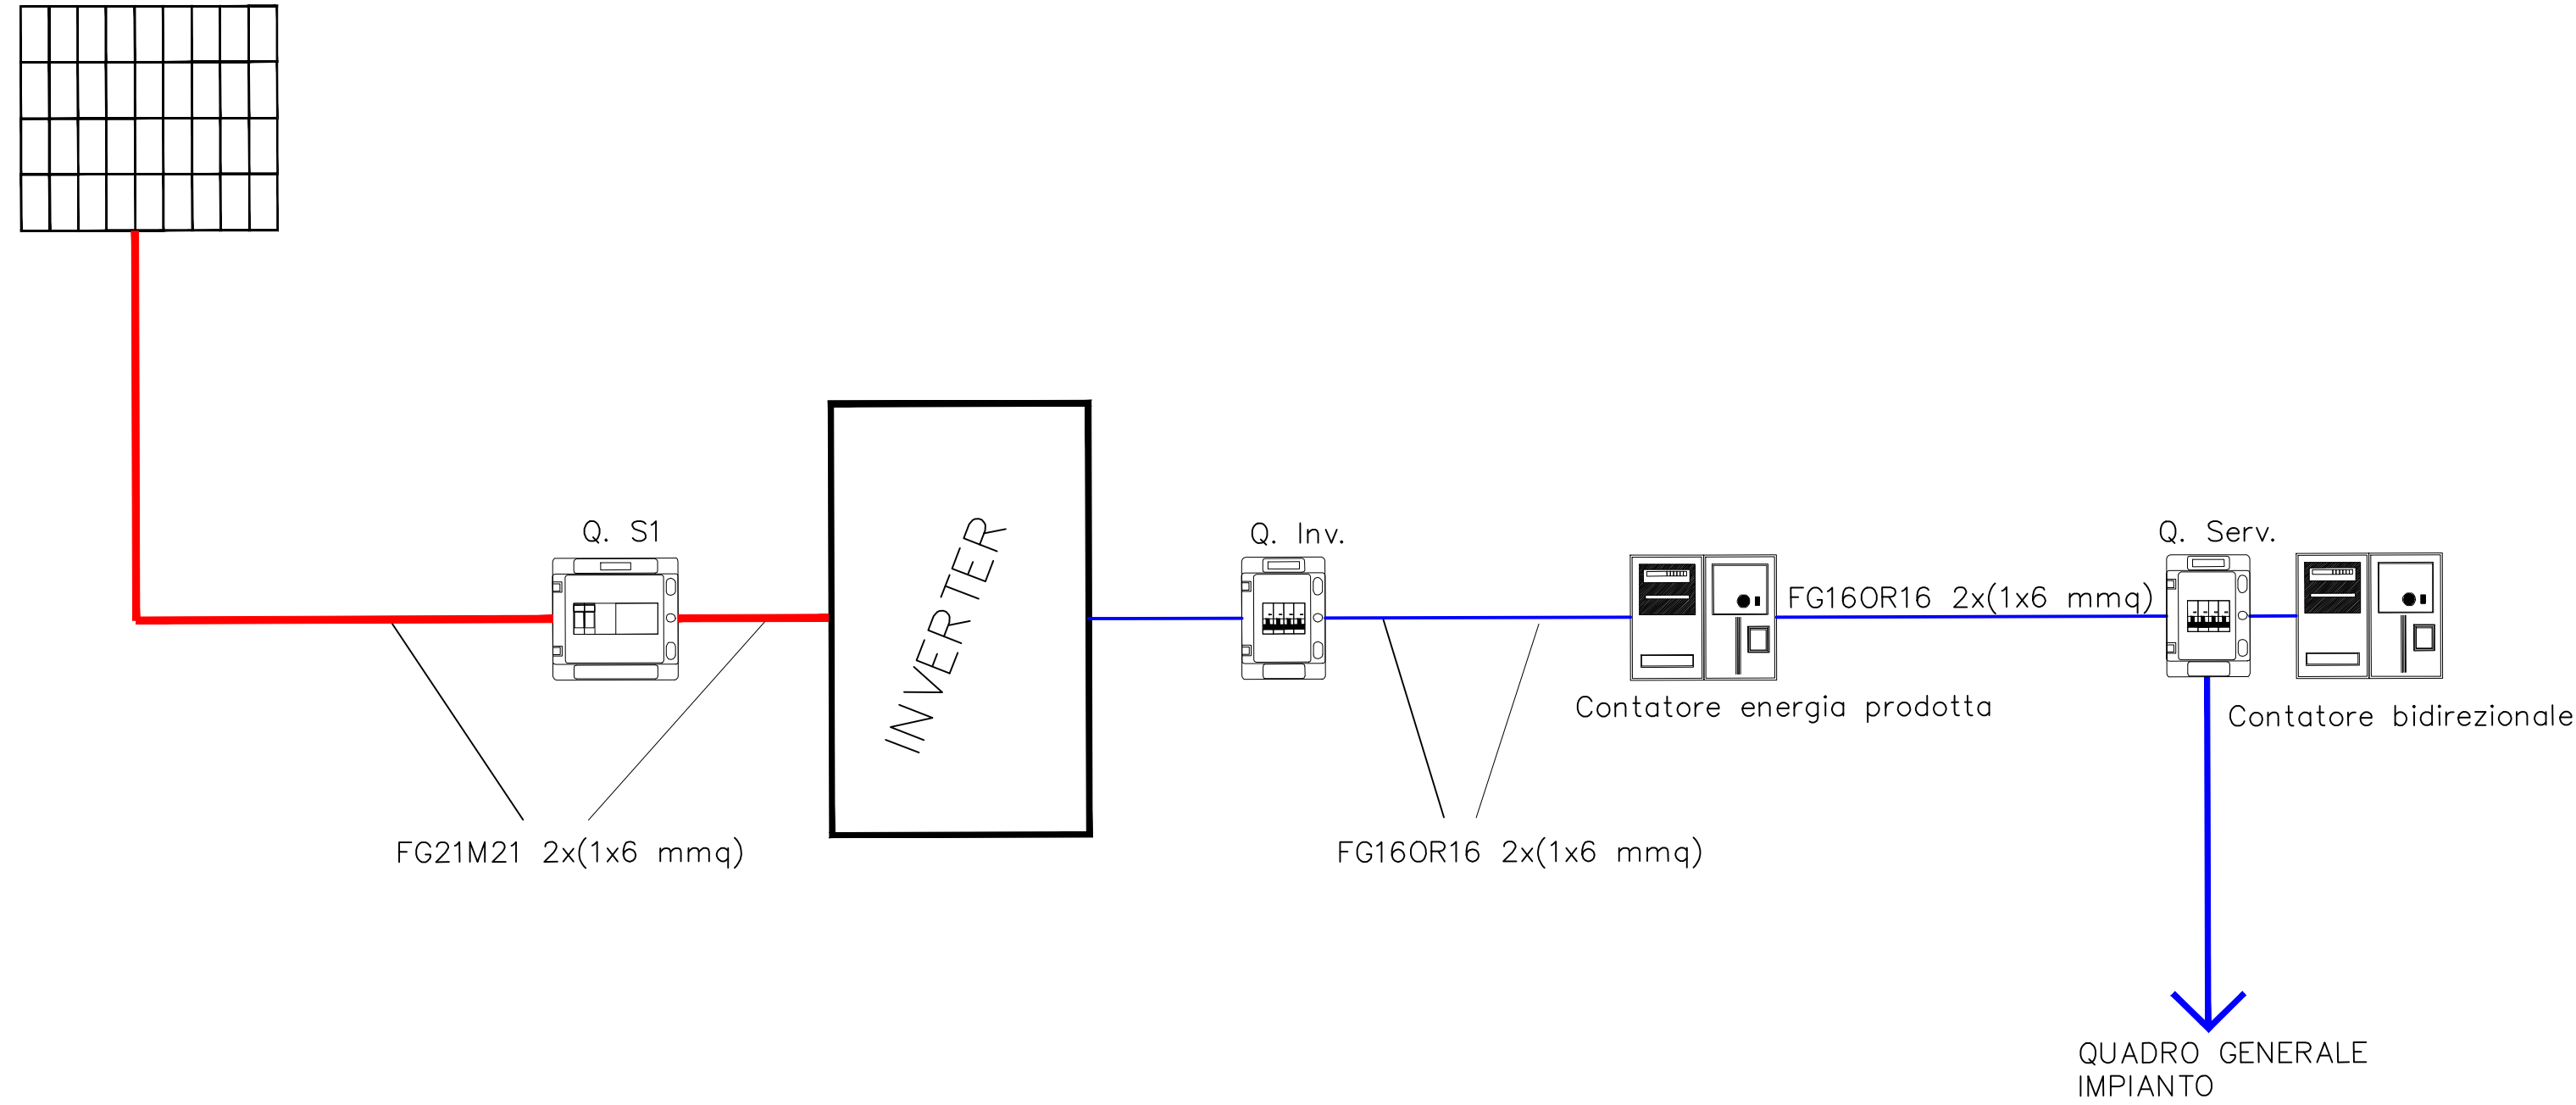 Q. S1
Q. Inv.
Q. Serv.
INVERTER
FG16OR16 2x(1x6 mmq)
Contatore energia prodotta
Contatore bidirezionale
FG21M21 2x(1x6 mmq)
FG16OR16 2x(1x6 mmq)
QUADRO GENERALE
IMPIANTO